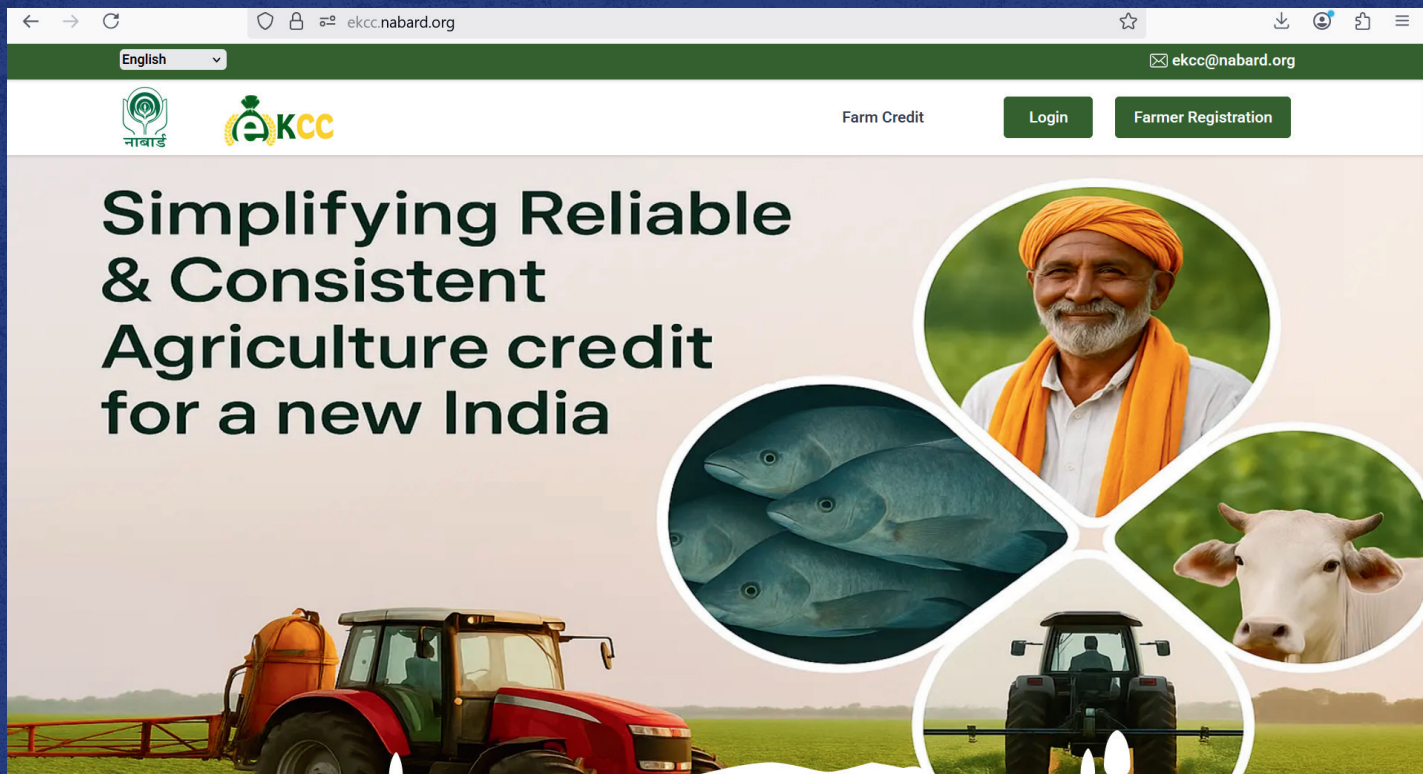 ekcc.nabard.org
English
ekcc@nabard.org
नाबार्ड
eKCC
Farm Credit
Login
Farmer Registration
Simplifying Reliable
& Consistent
Agriculture credit
for a new India